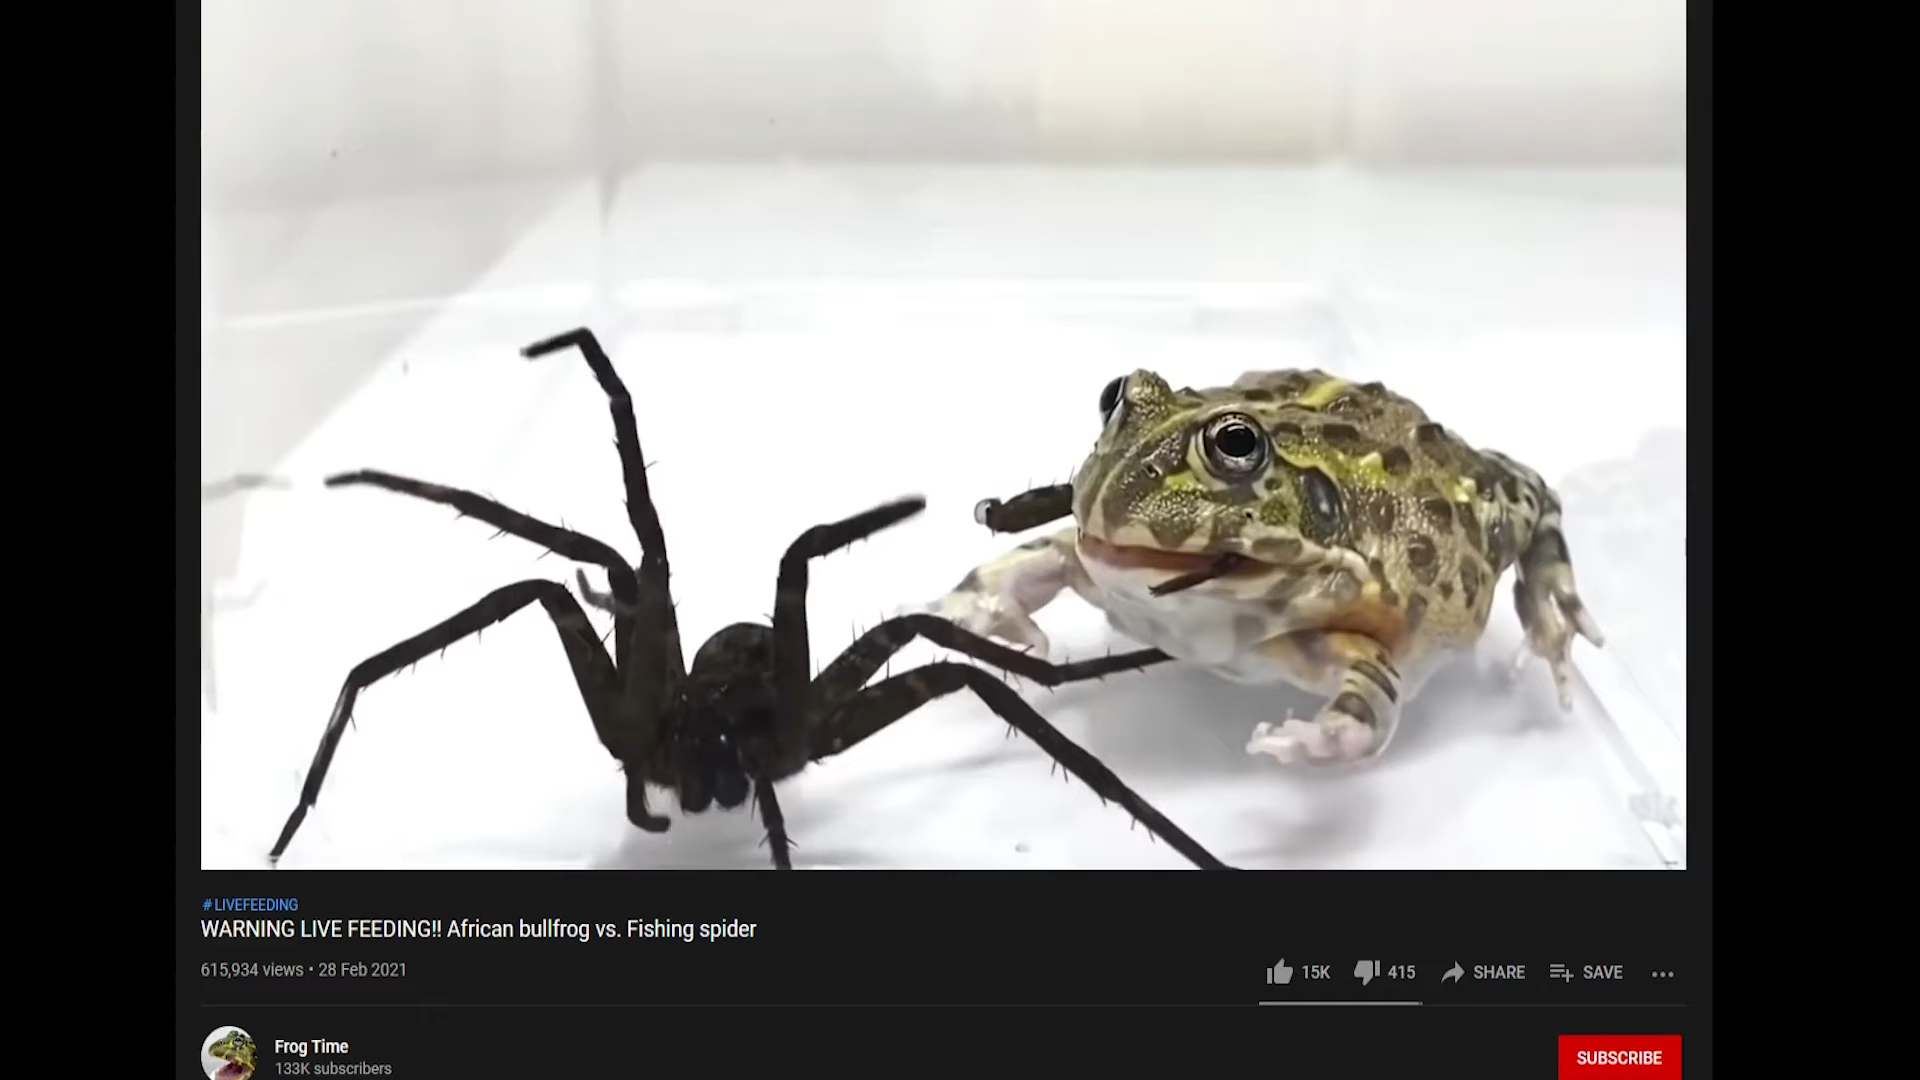 #LIVEFEEDING
WARNING LIVE FEEDING!! African bullfrog vs. Fishing spider
615,934 views • 28 Feb 2021
15K 415 SHARE SAVE
Frog Time
133K subscribers
SUBSCRIBE